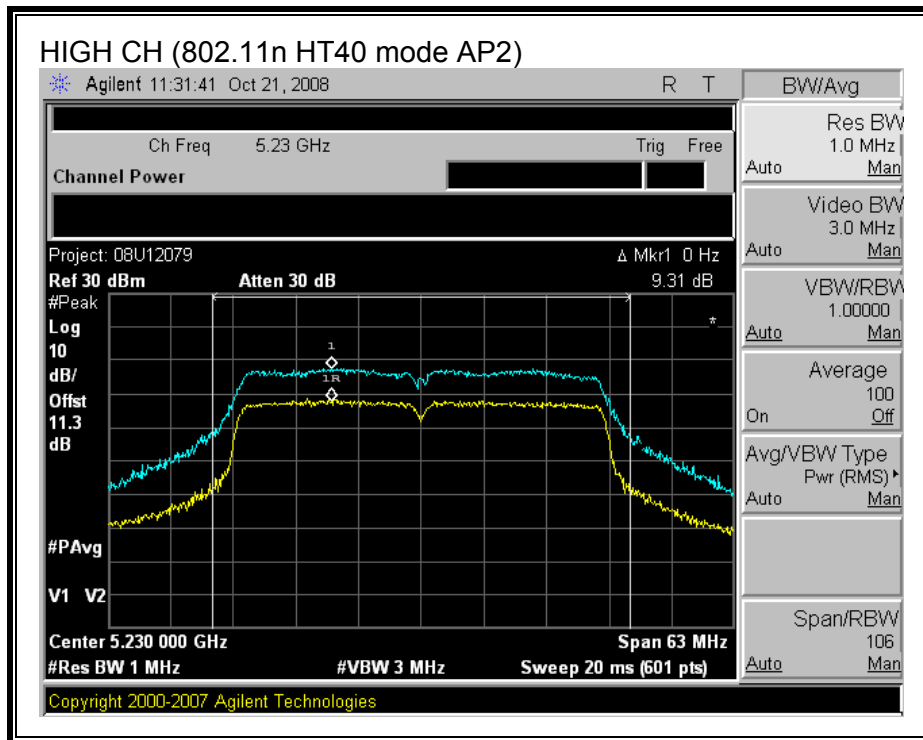 HIGH CH (802.11n HT40 mode AP2)
Agilent 11:31:41 Oct 21, 2008 R T
Ch Freq 5.23 GHz Trig Free
Channel Power
Project: 08U12079 Δ Mkr1 0 Hz
Ref 30 dBm Atten 30 dB 9.31 dB
#Peak
Log
10
dB/
Offst
11.3
dB
1
1R
*
#PAvg
V1 V2
Center 5.230 000 GHz Span 63 MHz
#Res BW 1 MHz #VBW 3 MHz Sweep 20 ms (601 pts)
Copyright 2000-2007 Agilent Technologies
BW/Avg
Res BW
1.0 MHz
Auto Man
Video BW
3.0 MHz
Auto Man
VBW/RBW
1.00000
Auto Man
Average
100
On Off
Avg/VBW Type
Pwr (RMS)
Auto Man
Span/RBW
106
Auto Man